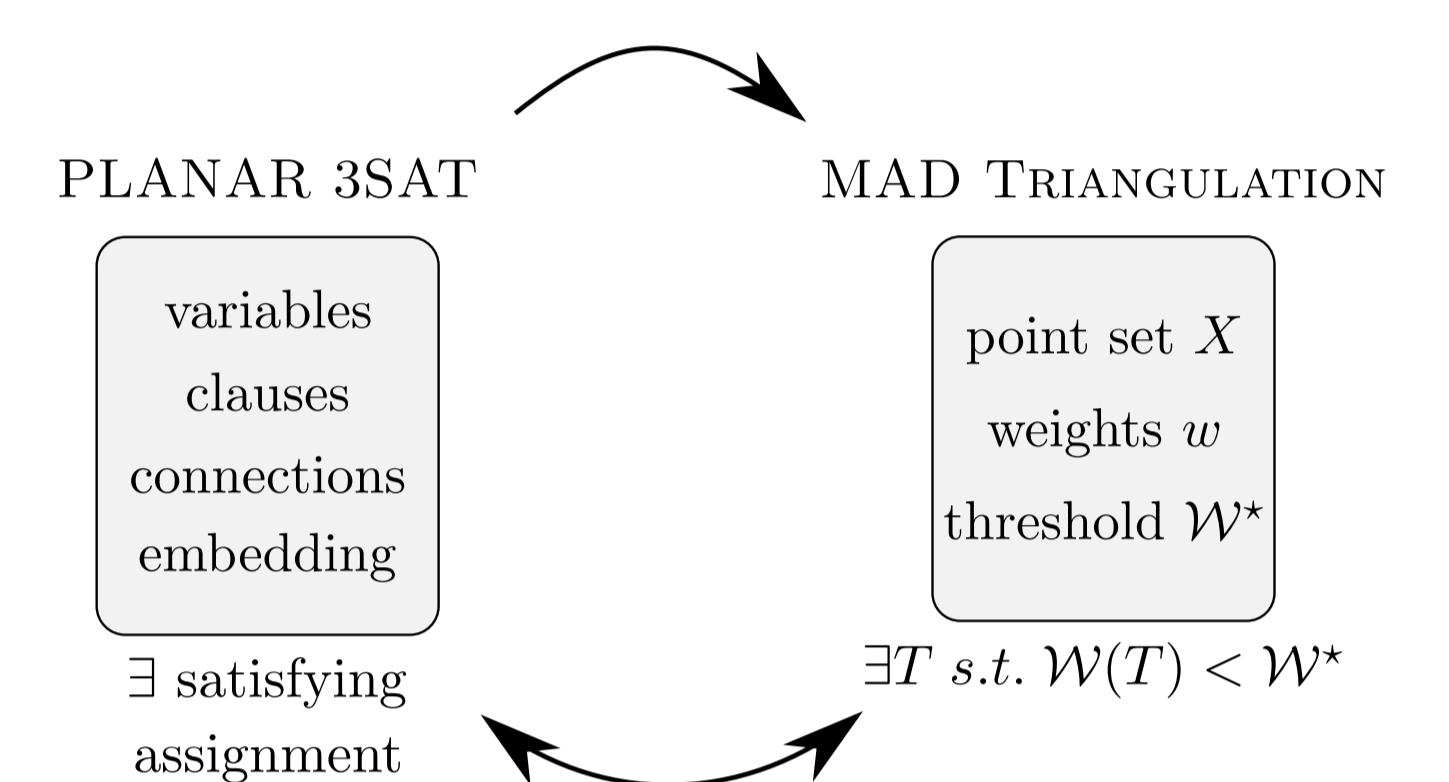 PLANAR 3SAT
variables
clauses
connections
embedding
∃ satisfying
assignment
MAD TRIANGULATION
point set X
weights w
threshold 𝒲⋆
∃T s.t. 𝒲(T) < 𝒲⋆